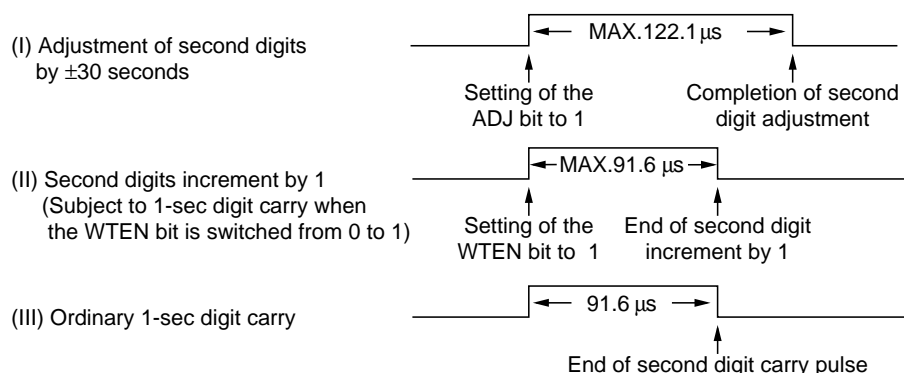 (I) Adjustment of second digits
by ±30 seconds
MAX.122.1 μs
Setting of the
ADJ bit to 1
Completion of second
digit adjustment
(II) Second digits increment by 1
(Subject to 1-sec digit carry when
the WTEN bit is switched from 0 to 1)
MAX.91.6 μs
Setting of the
WTEN bit to 1
End of second digit
increment by 1
(III) Ordinary 1-sec digit carry
91.6 μs
End of second digit carry pulse